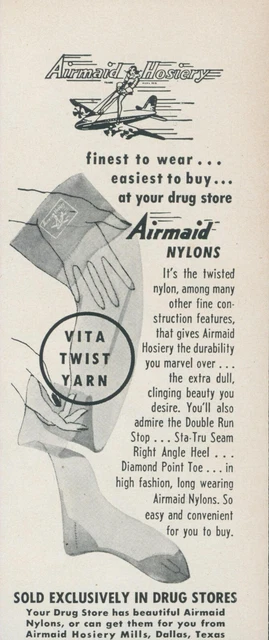 Airmaid Hosiery
finest to wear . . .
easiest to buy . . .
at your drug store
Airmaid
NYLONS
It's the twisted
nylon, among many
other fine con-
struction features,
that gives Airmaid
Hosiery the durability
you marvel over . . .
the extra dull,
clinging beauty you
desire. You'll also
admire the Double Run
Stop . . . Sta-Tru Seam
Right Angle Heel . . .
Diamond Point Toe . . . in
high fashion, long wearing
Airmaid Nylons. So
easy and convenient
for you to buy.
VITA
TWIST
YARN
SOLD EXCLUSIVELY IN DRUG STORES
Your Drug Store has beautiful Airmaid
Nylons, or can get them for you from
Airmaid Hosiery Mills, Dallas, Texas